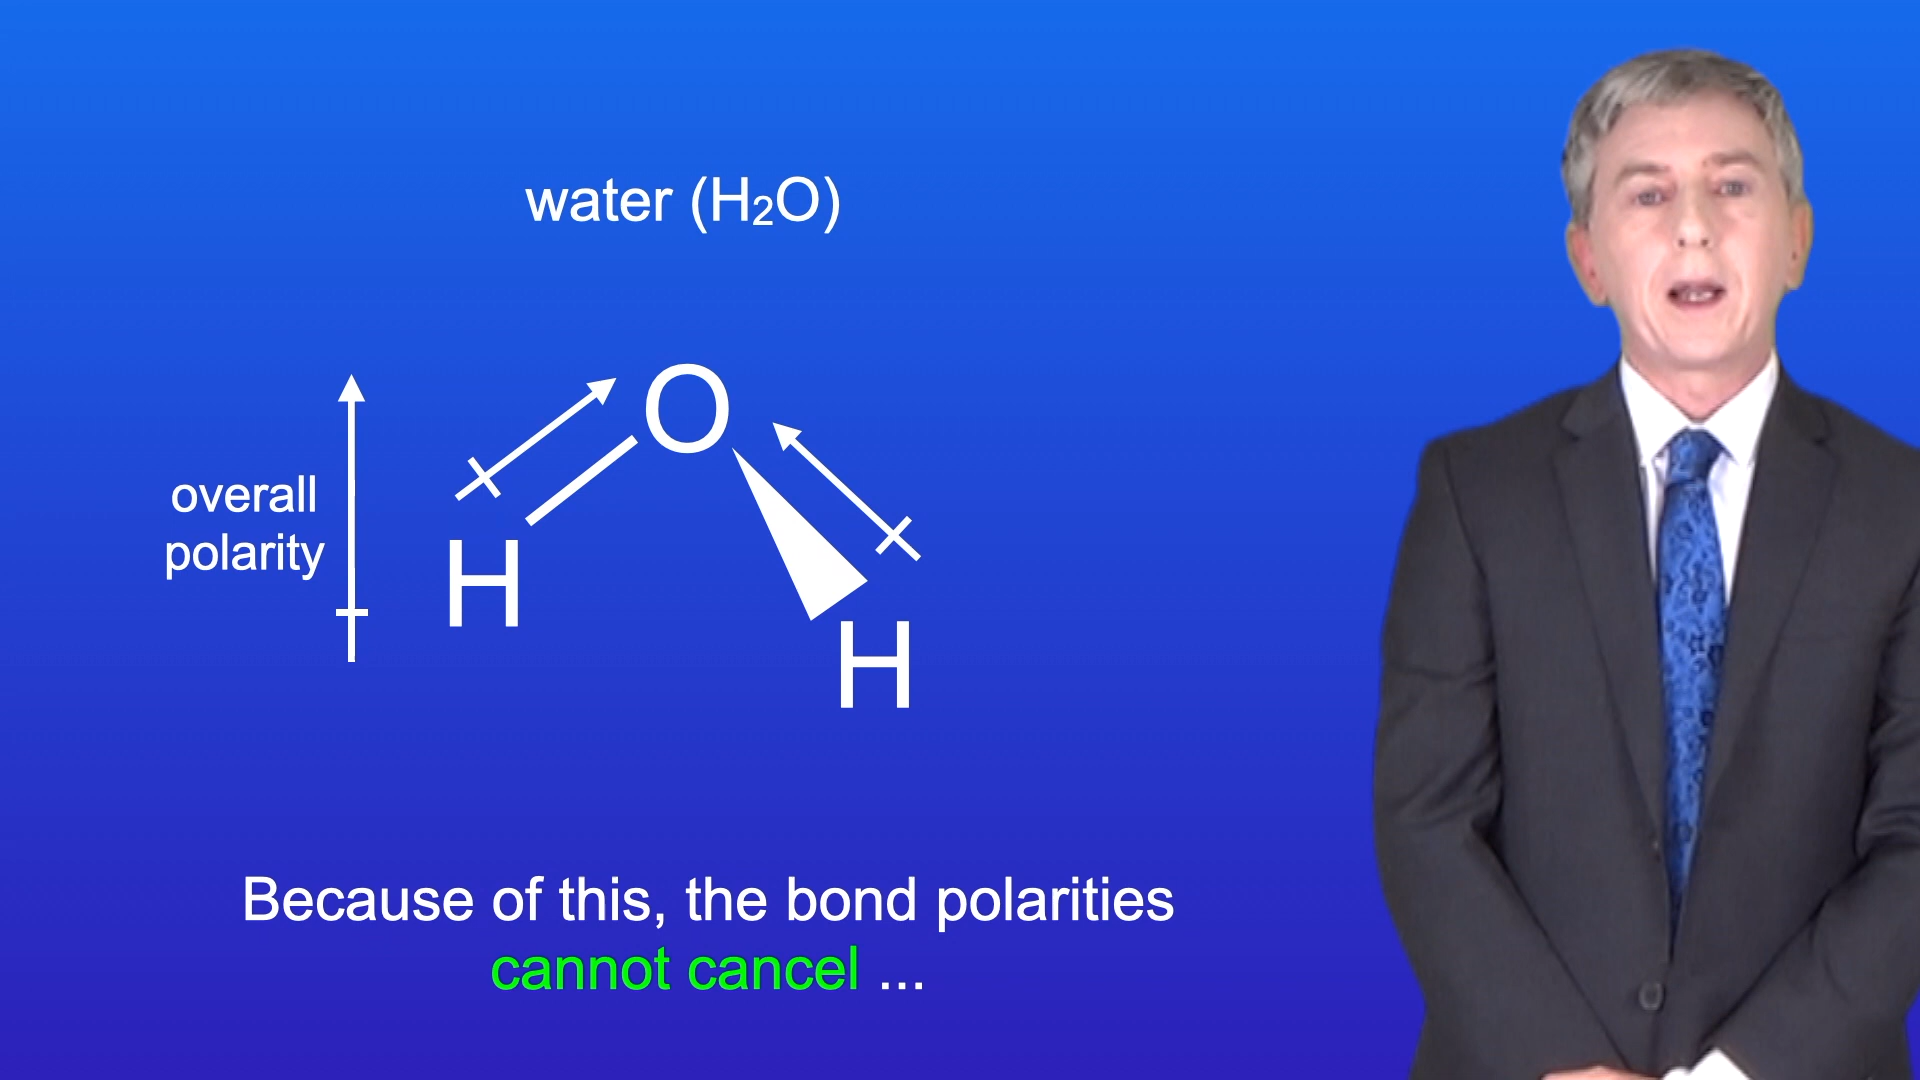 water (H₂O)
O
overall
polarity
H
H
Because of this, the bond polarities
cannot cancel ...